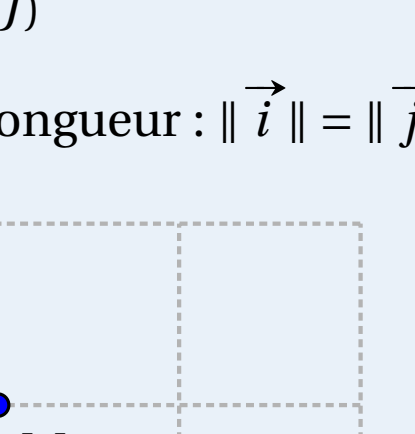 j)
ongueur : ‖ i ‖ = ‖ j